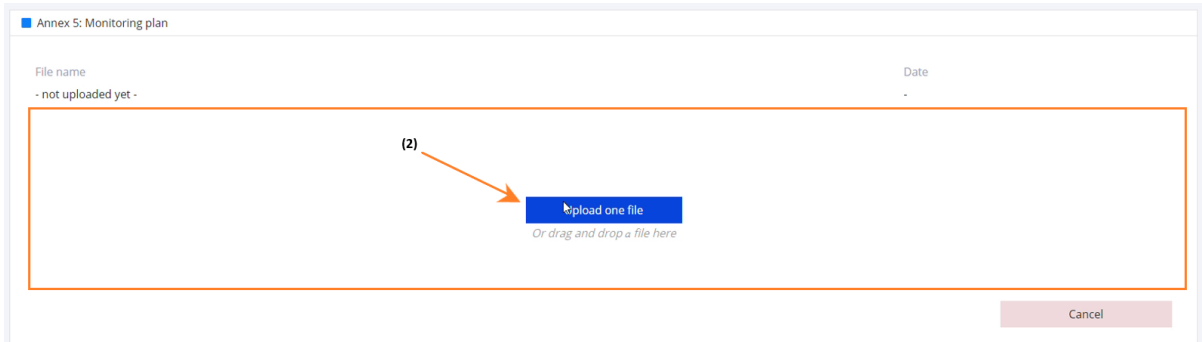 Annex 5: Monitoring plan
File name Date
- not uploaded yet - -
(2)
Upload one file
Or drag and drop a file here
Cancel